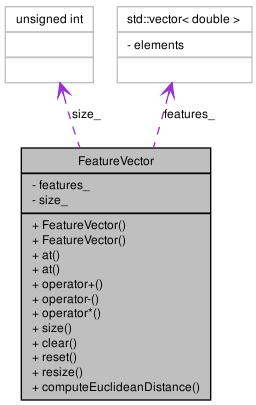 unsigned int
std::vector< double >
- elements
size_
features_
FeatureVector
- features_
- size_
+ FeatureVector()
+ FeatureVector()
+ at()
+ at()
+ operator+()
+ operator-()
+ operator*()
+ size()
+ clear()
+ reset()
+ resize()
+ computeEuclideanDistance()